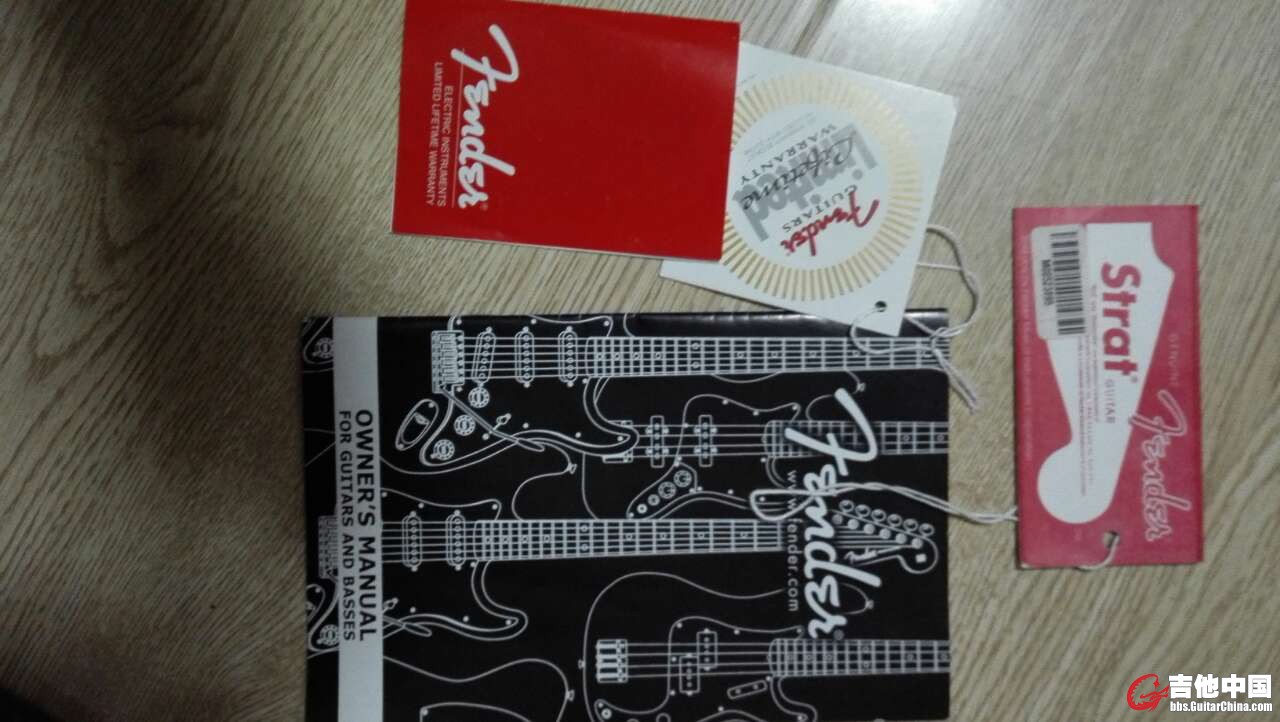 Fender®
ELECTRIC INSTRUMENTS
LIMITED LIFETIME WARRANTY
Fender
GUITARS
Limited
Lifetime
WARRANTY
GENUINE
Fender
Strat®
GUITAR
Fender®
www.fender.com
OWNER'S MANUAL
FOR GUITARS AND BASSES
吉他中国
bbs.GuitarChina.com